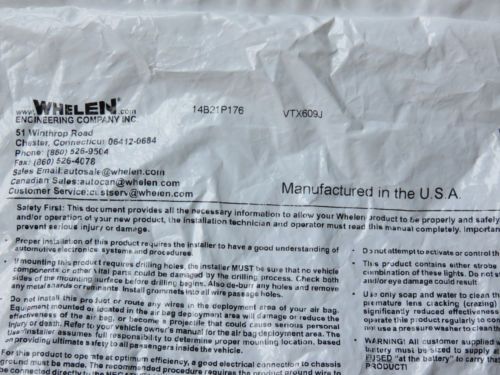 www.WHELEN.com
ENGINEERING COMPANY INC.
14B21P176
VTX609J
51 Winthrop Road
Chester, Connecticut 06412-0684
Phone: (860) 526-9504
Fax: (860) 526-4078
Sales Email:autosale@whelen.com
Canadian Sales:autocan@whelen.com
Customer Service:custserv@whelen.com
Manufactured in the U.S.A.
Safety First: This document provides all the necessary information to allow your Whelen product to be properly and safely
and/or operation of your new product, the installation technician and operator must read this manual completely. Important
prevent serious injury or damage.
• Proper installation of this product requires the installer to have a good understanding of
automotive electronics systems and procedures.
• If mounting this product requires drilling holes, the installer MUST be sure that no vehicle
components or other vital parts could be damaged by the drilling process. Check both
sides of the mounting surface before drilling begins. Also de-burr any holes and remove
any metal shards or remnants. Install grommets into all wire passage holes.
• Do not install this product or route any wires in the deployment area of your air bag.
Equipment mounted or located in the air bag deployment area will damage or reduce the
effectiveness of the air bag, or become a projectile that could cause serious personal
injury or death. Refer to your vehicle owner's manual for the air bag deployment area. The
User/Installer assumes full responsibility to determine proper mounting location, based
on providing ultimate safety to all passengers inside the vehicle.
For this product to operate at optimum efficiency, a good electrical connection to chassis
ground must be made. The recommended procedure requires the product ground wire to
be connected directly to the NEGA
• Do not attempt to activate or control th
• This product contains either strobe
combination of these lights. Do not st
and/or eye damage could result
• Use only soap and water to clean t
premature lens cracking (crazing)
significantly reduced effectiveness
operate this product regularly to con
not use a pressure washer to clean th
• WARNING! All customer supplied
battery must be sized to supply a
FUSED "at the battery" to carry th
PRODUCT!